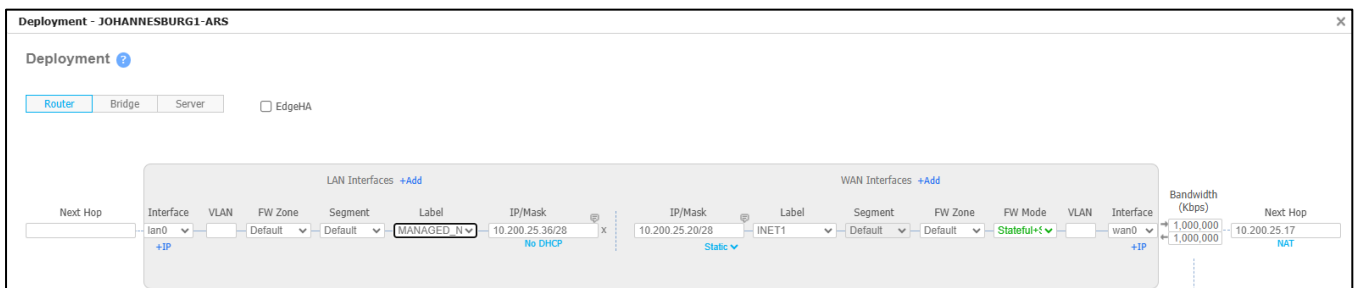 Deployment - JOHANNESBURG1-ARS ×
Deployment ?
Router Bridge Server EdgeHA
LAN Interfaces +Add WAN Interfaces +Add
Bandwidth
(Kbps)
Next Hop Interface VLAN FW Zone Segment Label IP/Mask IP/Mask Label Segment FW Zone FW Mode VLAN Interface Next Hop
lan0 Default Default MANAGED_N 10.200.25.36/28 x 10.200.25.20/28 INET1 Default Default Stateful+S wan0 1,000,000 10.200.25.17
1,000,000
+IP No DHCP Static +IP NAT